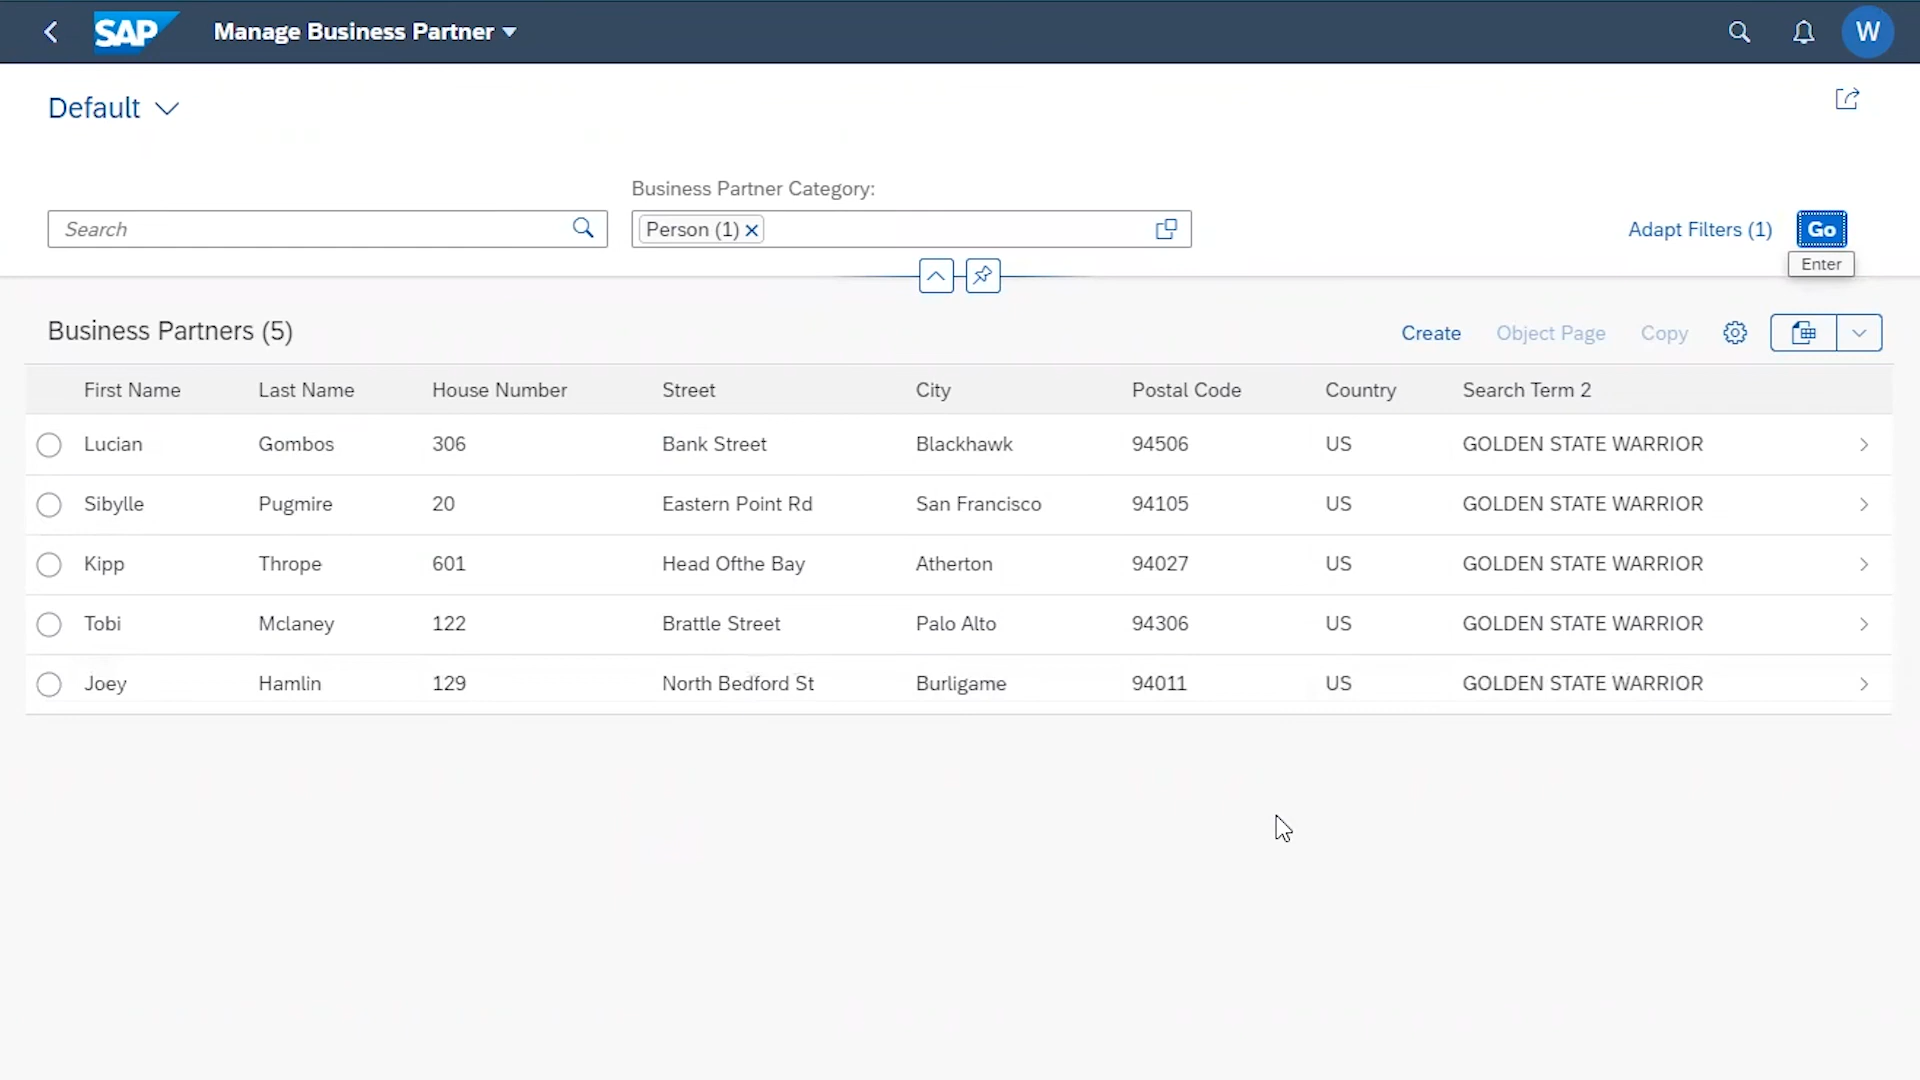 SAP Manage Business Partner W
Default
Business Partner Category:
Search Person (1) Adapt Filters (1) Go
Enter
Business Partners (5) Create Object Page Copy
First Name Last Name House Number Street City Postal Code Country Search Term 2
Lucian Gombos 306 Bank Street Blackhawk 94506 US GOLDEN STATE WARRIOR
Sibylle Pugmire 20 Eastern Point Rd San Francisco 94105 US GOLDEN STATE WARRIOR
Kipp Thrope 601 Head Ofthe Bay Atherton 94027 US GOLDEN STATE WARRIOR
Tobi Mclaney 122 Brattle Street Palo Alto 94306 US GOLDEN STATE WARRIOR
Joey Hamlin 129 North Bedford St Burligame 94011 US GOLDEN STATE WARRIOR